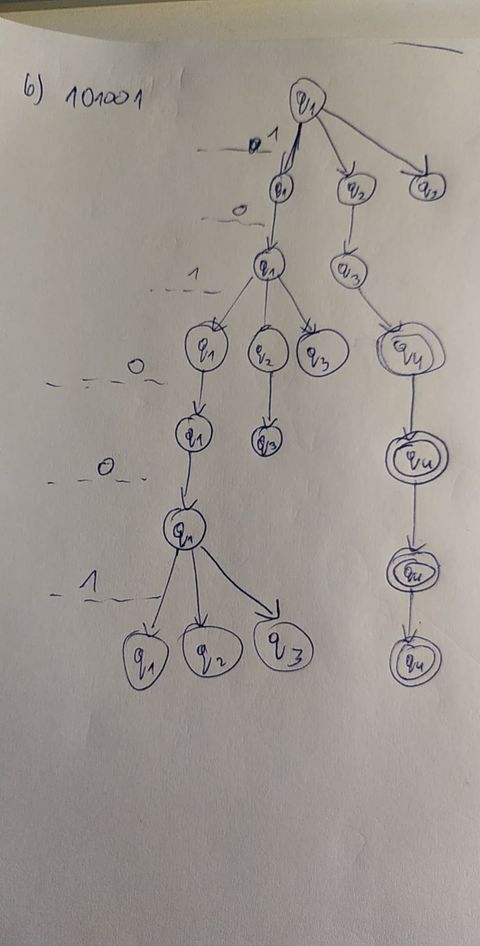 b) 101001
q1
1
q1 q2 q3
0
q1 q3
1
q1 q2 q3 q4
0
q1 q3 q4
0
q1 q4
1
q1 q2 q3 q4